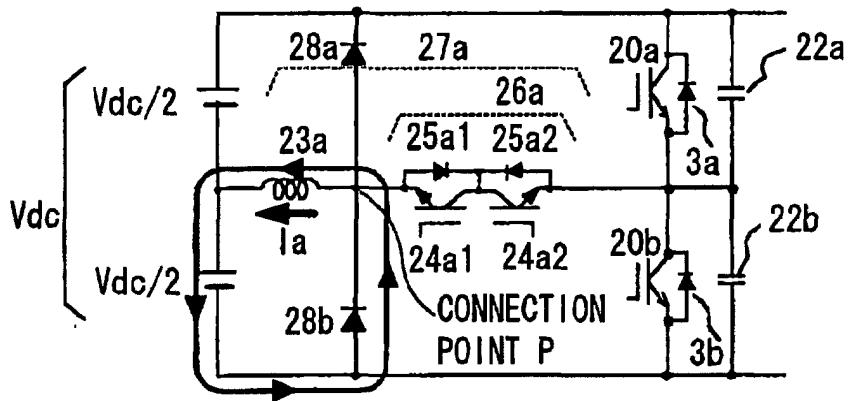 28a
27a
20a
22a
Vdc/2
26a
23a
25a1
25a2
3a
Vdc
Ia
24a1
24a2
20b
22b
Vdc/2
28b
CONNECTION
POINT P
3b